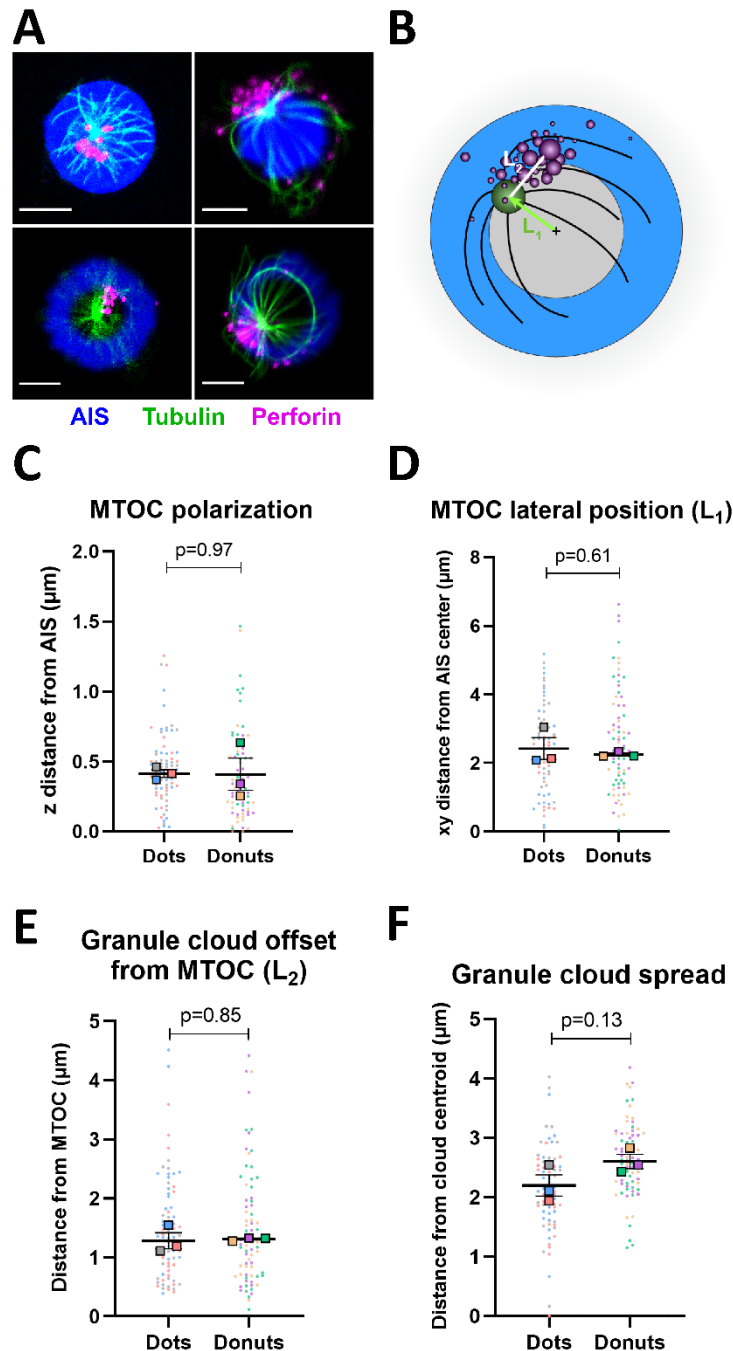 A
B
L₂
L₁
AIS Tubulin Perforin
C
D
MTOC polarization
MTOC lateral position (L₁)
p=0.97
p=0.61
z distance from AIS (μm)
2.0
1.5
1.0
0.5
0.0
Dots Donuts
xy distance from AIS center (μm)
8
6
4
2
0
Dots Donuts
E
F
Granule cloud offset
from MTOC (L₂)
Granule cloud spread
p=0.85
p=0.13
Distance from MTOC (μm)
5
4
3
2
1
0
Dots Donuts
Distance from cloud centroid (μm)
5
4
3
2
1
0
Dots Donuts